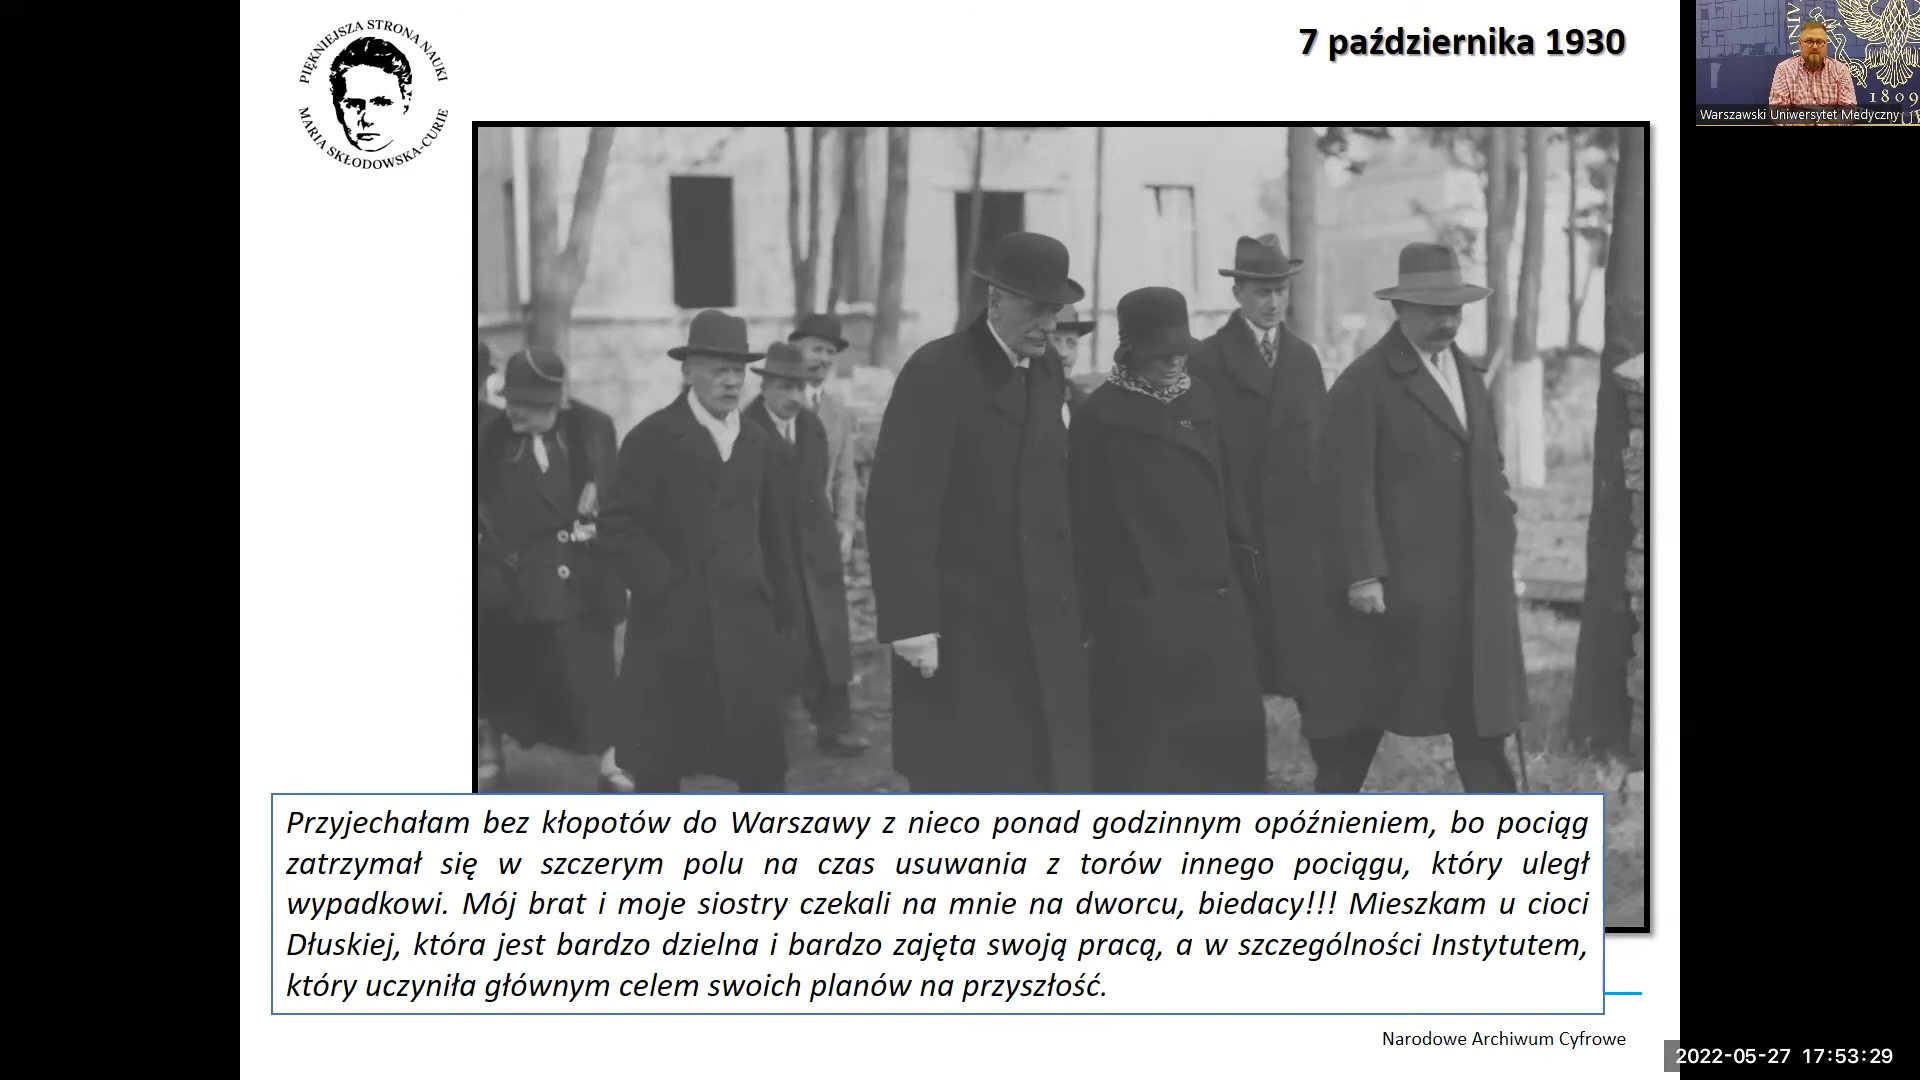 PIĘKNIEJSZA STRONA NAUKI
MARIA SKŁODOWSKA-CURIE
7 października 1930
1809
Warszawski Uniwersytet Medyczny
Przyjechałam bez kłopotów do Warszawy z nieco ponad godzinnym opóźnieniem, bo pociąg
zatrzymał się w szczerym polu na czas usuwania z torów innego pociągu, który uległ
wypadkowi. Mój brat i moje siostry czekali na mnie na dworcu, biedacy!!! Mieszkam u cioci
Dłuskiej, która jest bardzo dzielna i bardzo zajęta swoją pracą, a w szczególności Instytutem,
który uczyniła głównym celem swoich planów na przyszłość.
Narodowe Archiwum Cyfrowe
2022-05-27 17:53:29